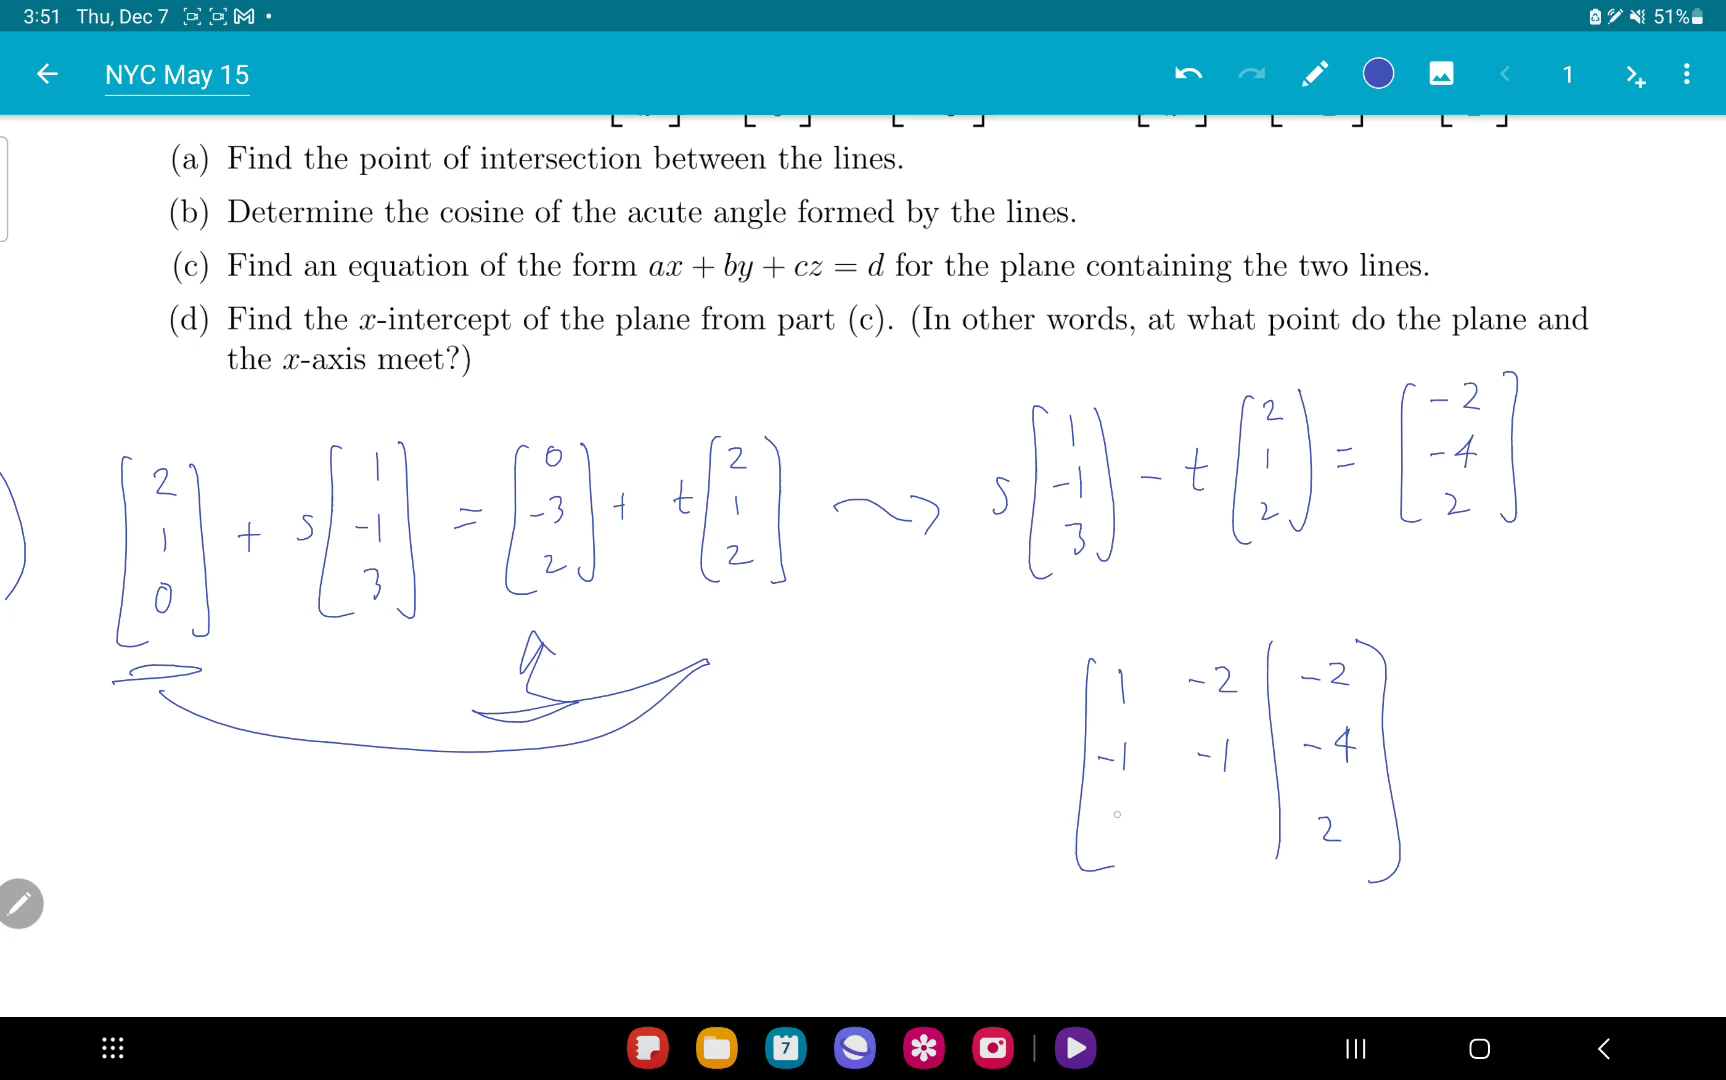 3:51 Thu, Dec 7 51%
NYC May 15 1
(a) Find the point of intersection between the lines.
(b) Determine the cosine of the acute angle formed by the lines.
(c) Find an equation of the form ax + by + cz = d for the plane containing the two lines.
(d) Find the x-intercept of the plane from part (c). (In other words, at what point do the plane and
the x-axis meet?)
) [2 1 0] + s [1 -1 3] = [0 -3 2] + t [2 1 2] ⤳ s [1 -1 3] - t [2 1 2] = [-2 -4 2]
[ 1 -2 | -2
-1 -1 | -4
2 ]
7